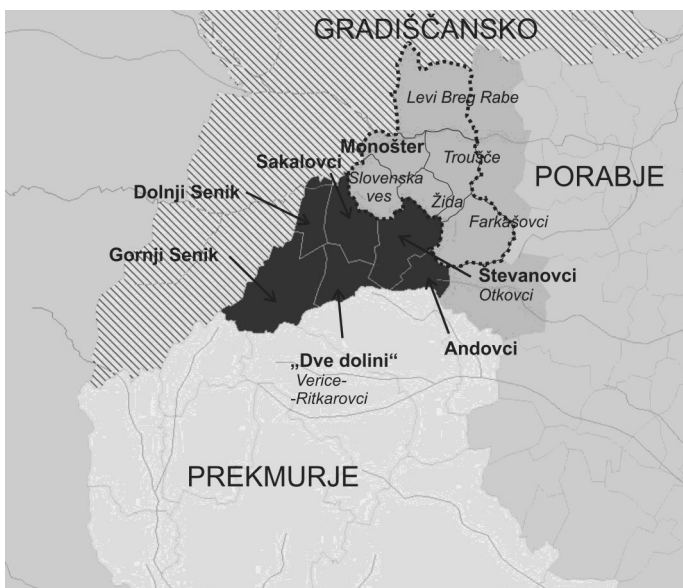 GRADIŠČANSKO
Levi Breg Rabe
Monošter
Sakalovci
Troušče
Slovenska
ves
PORABJE
Dolnji Senik
Žida
Farkašovci
Gornji Senik
Števanovci
Otkovci
Andovci
„Dve dolini“
Verice-
-Ritkarovci
PREKMURJE